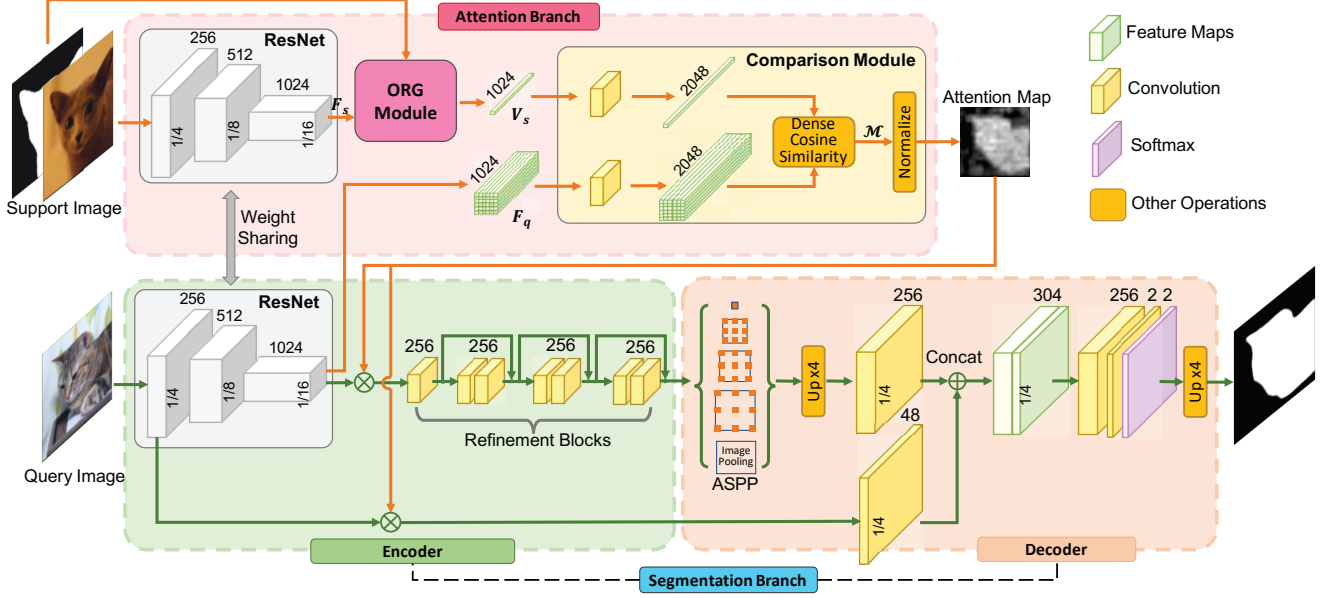 Attention Branch
ResNet
256
512
1024
1/4
1/8
1/16
F_s
ORG
Module
1024
V_s
1024
F_q
Comparison Module
2048
2048
Dense
Cosine
Similarity
M
Normalize
Attention Map
Feature Maps
Convolution
Softmax
Other Operations
Support Image
Weight
Sharing
ResNet
256
512
1024
1/4
1/8
1/16
Query Image
256
256
256
256
Refinement Blocks
Image
Pooling
ASPP
Up x4
256
1/4
48
1/4
Concat
304
1/4
256
2
2
Up x4
Encoder
Decoder
Segmentation Branch